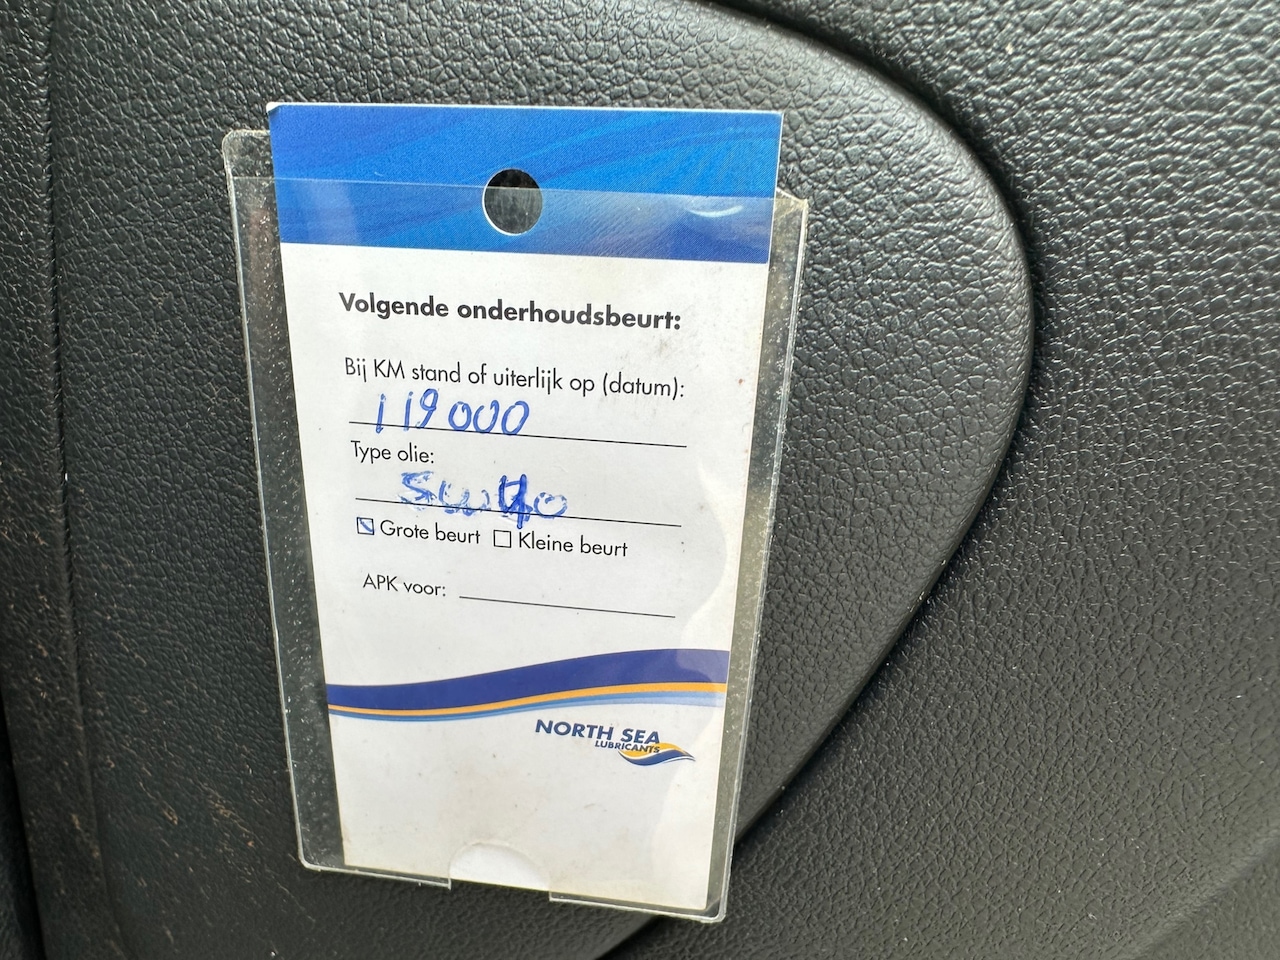 Volgende onderhoudsbeurt:
Bij KM stand of uiterlijk op (datum):
119000
Type olie:
5w40
Grote beurt Kleine beurt
APK voor:
NORTH SEA
LUBRICANTS